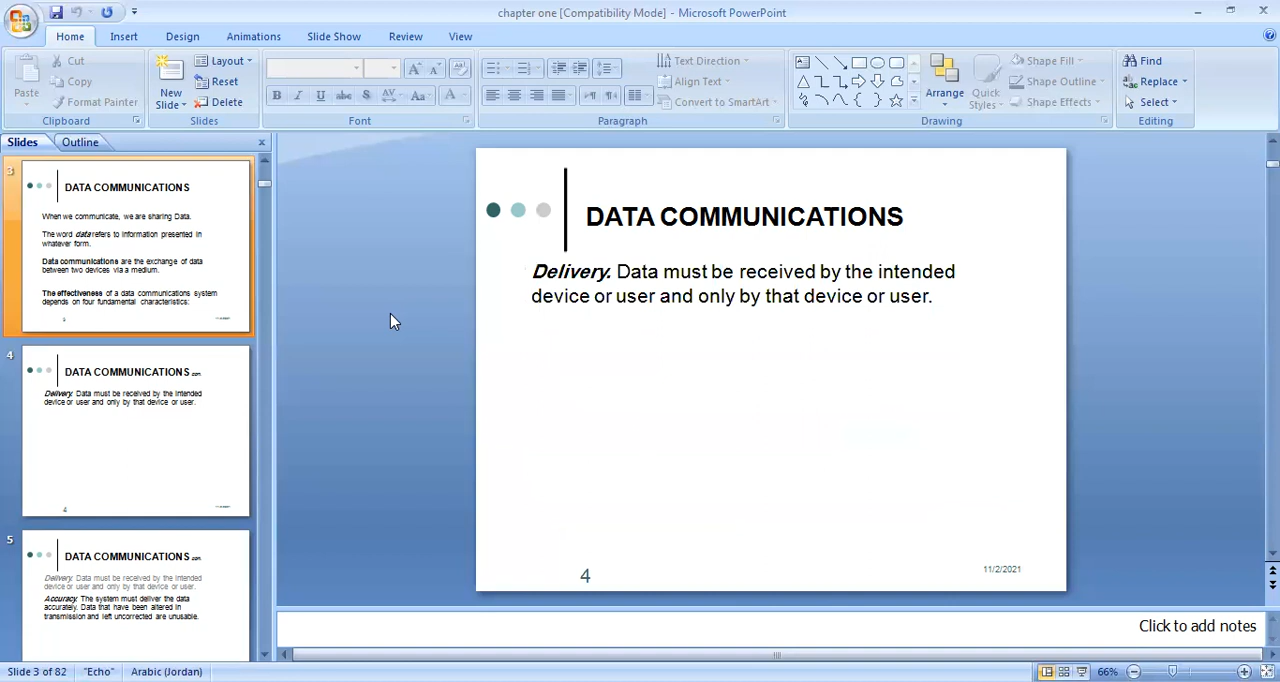 chapter one [Compatibility Mode] - Microsoft PowerPoint
Home Insert Design Animations Slide Show Review View
Paste
Cut
Copy
Format Painter
Clipboard
New
Slide
Layout
Reset
Delete
Slides
B I U abc S AV Aa A
Font
Text Direction
Align Text
Convert to SmartArt
Paragraph
Arrange
Quick
Styles
Shape Fill
Shape Outline
Shape Effects
Drawing
Find
Replace
Select
Editing
Slides Outline
3
DATA COMMUNICATIONS
When we communicate, we are sharing Data.
The word data refers to information presented in
whatever form.
Data communications are the exchange of data
between two devices via a medium.
The effectiveness of a data communications system
depends on four fundamental characteristics:
4
DATA COMMUNICATIONS con.
Delivery. Data must be received by the intended
device or user and only by that device or user.
4
5
DATA COMMUNICATIONS con.
Delivery. Data must be received by the intended
device or user and only by that device or user.
Accuracy. The system must deliver the data
accurately. Data that have been altered in
transmission and left uncorrected are unusable.
DATA COMMUNICATIONS
Delivery. Data must be received by the intended
device or user and only by that device or user.
4
11/2/2021
Click to add notes
Slide 3 of 82 "Echo" Arabic (Jordan) 66%